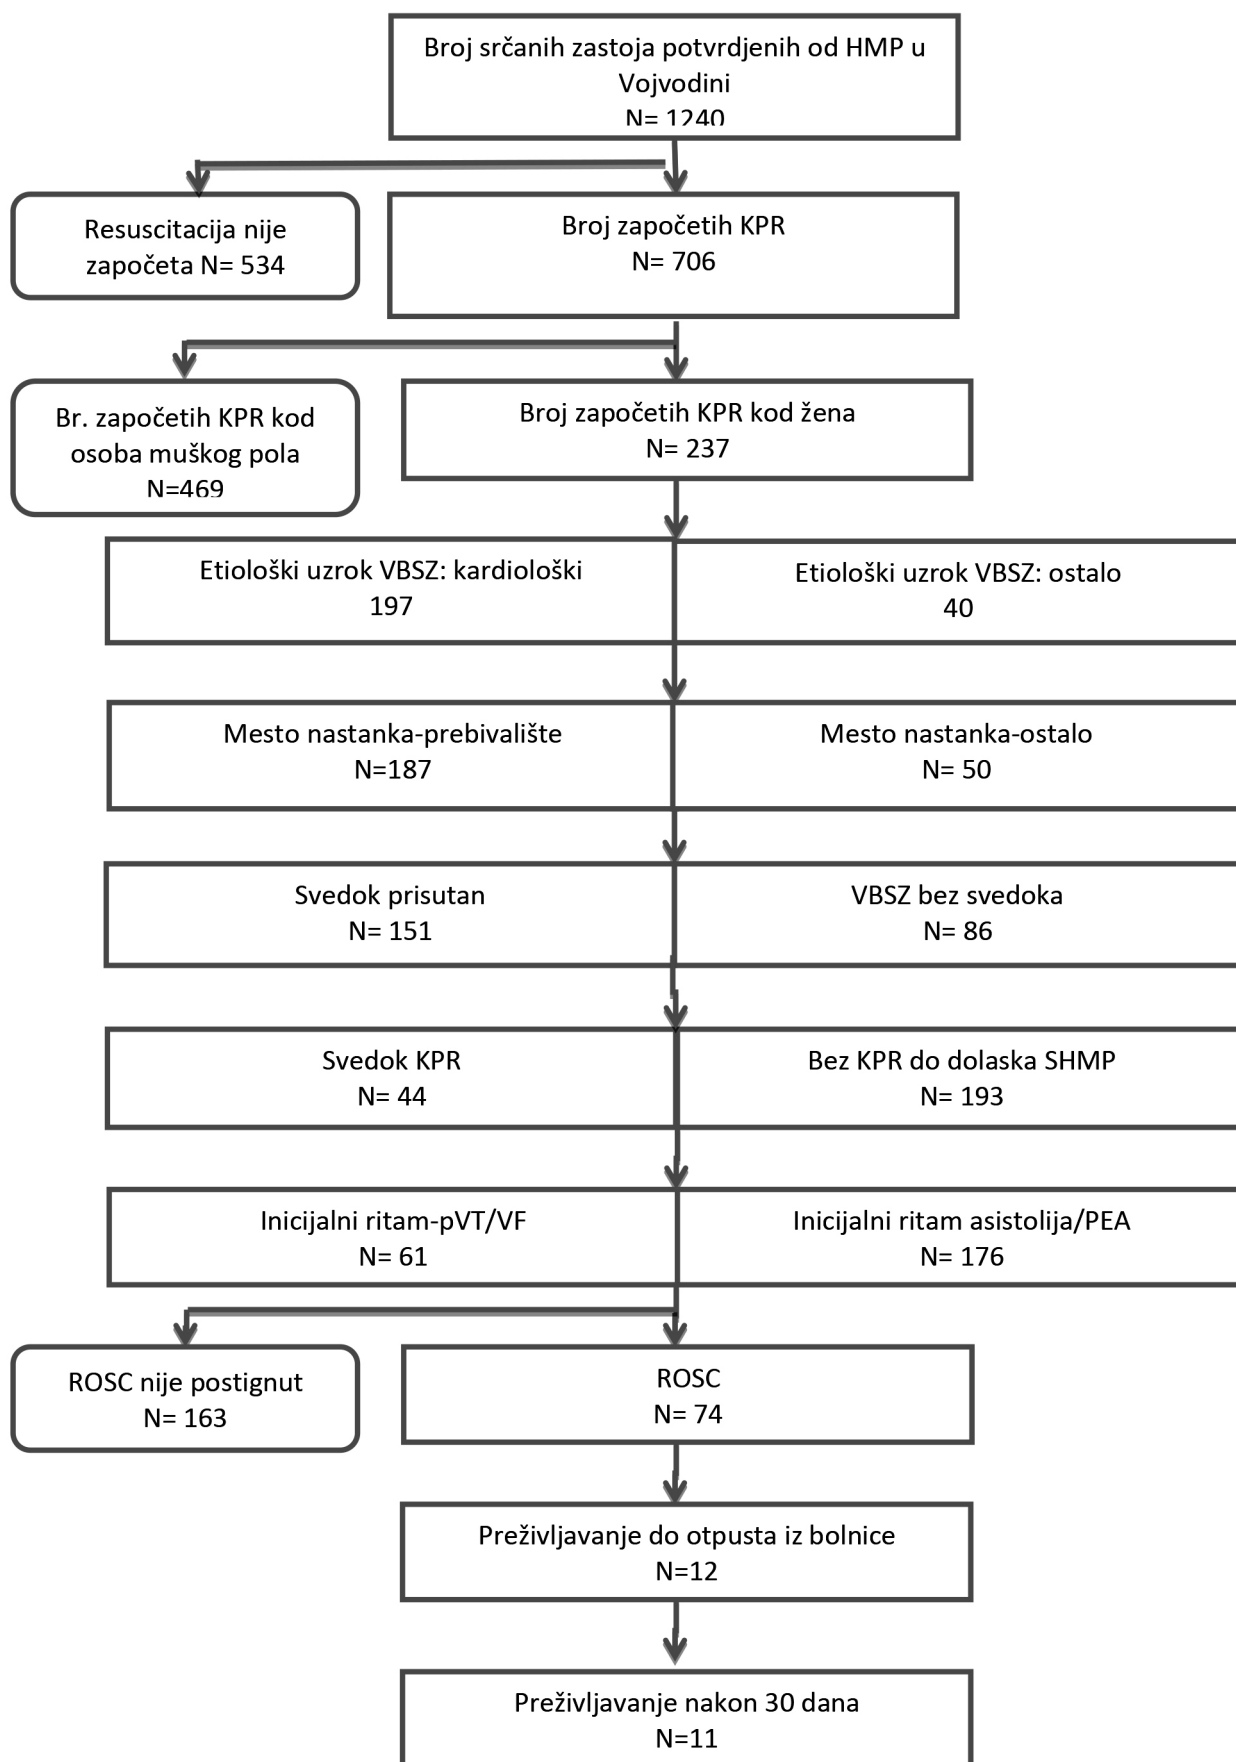 Broj srčanih zastoja potvrdjenih od HMP u
Vojvodini
N= 1240
Resuscitacija nije
započeta N= 534
Broj započetih KPR
N= 706
Br. započetih KPR kod
osoba muškog pola
N=469
Broj započetih KPR kod žena
N= 237
Etiološki uzrok VBSZ: kardiološki
197
Etiološki uzrok VBSZ: ostalo
40
Mesto nastanka-prebivalište
N=187
Mesto nastanka-ostalo
N= 50
Svedok prisutan
N= 151
VBSZ bez svedoka
N= 86
Svedok KPR
N= 44
Bez KPR do dolaska SHMP
N= 193
Inicijalni ritam-pVT/VF
N= 61
Inicijalni ritam asistolija/PEA
N= 176
ROSC nije postignut
N= 163
ROSC
N= 74
Preživljavanje do otpusta iz bolnice
N=12
Preživljavanje nakon 30 dana
N=11